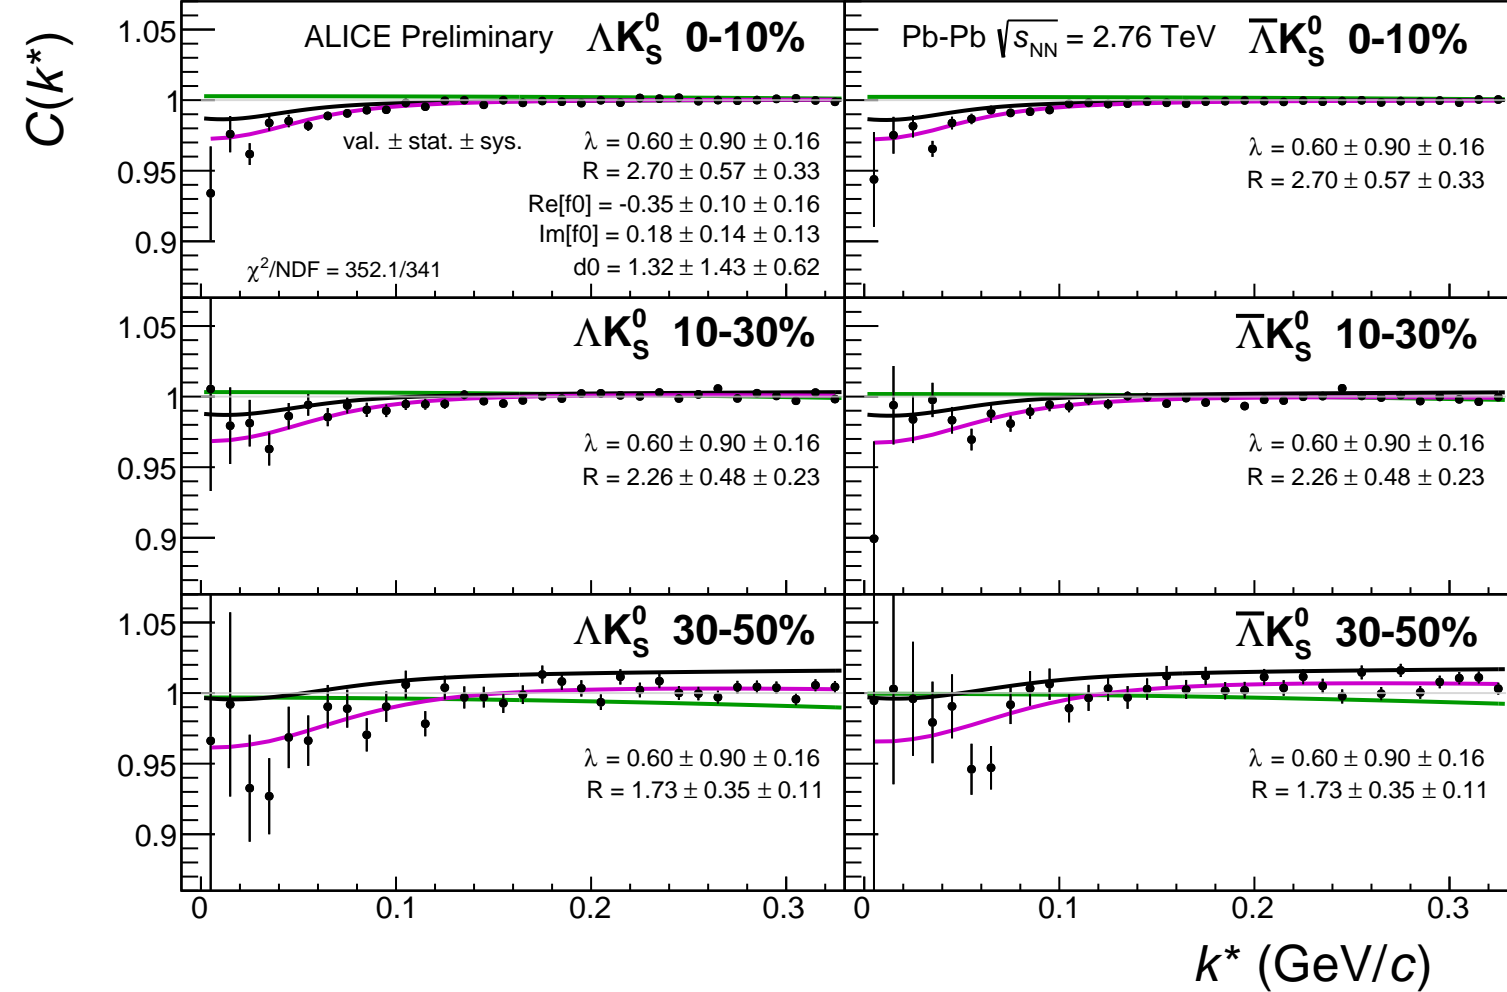 C(k*)
ALICE Preliminary ΛK⁰_S 0-10%
1.05
1
0.95
0.9
val. ± stat. ± sys.
λ = 0.60 ± 0.90 ± 0.16
R = 2.70 ± 0.57 ± 0.33
Re[f0] = -0.35 ± 0.10 ± 0.16
Im[f0] = 0.18 ± 0.14 ± 0.13
d0 = 1.32 ± 1.43 ± 0.62
χ²/NDF = 352.1/341
Pb-Pb √s_NN = 2.76 TeV Λ̅K⁰_S 0-10%
λ = 0.60 ± 0.90 ± 0.16
R = 2.70 ± 0.57 ± 0.33
ΛK⁰_S 10-30%
1.05
1
0.95
0.9
λ = 0.60 ± 0.90 ± 0.16
R = 2.26 ± 0.48 ± 0.23
Λ̅K⁰_S 10-30%
λ = 0.60 ± 0.90 ± 0.16
R = 2.26 ± 0.48 ± 0.23
ΛK⁰_S 30-50%
1.05
1
0.95
0.9
λ = 0.60 ± 0.90 ± 0.16
R = 1.73 ± 0.35 ± 0.11
Λ̅K⁰_S 30-50%
λ = 0.60 ± 0.90 ± 0.16
R = 1.73 ± 0.35 ± 0.11
0 0.1 0.2 0.3
0 0.1 0.2 0.3
k* (GeV/c)